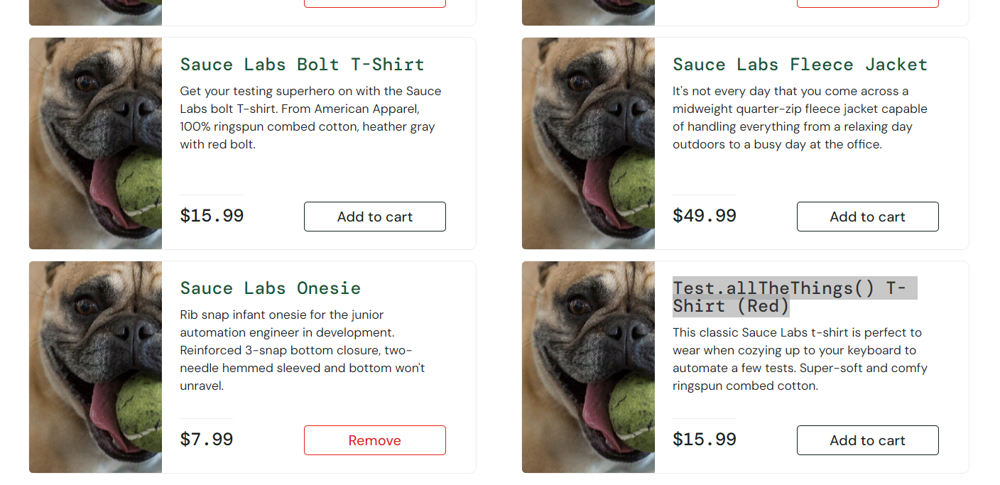 Sauce Labs Bolt T-Shirt
Get your testing superhero on with the Sauce
Labs bolt T-shirt. From American Apparel,
100% ringspun combed cotton, heather gray
with red bolt.
$15.99
Add to cart
Sauce Labs Fleece Jacket
It's not every day that you come across a
midweight quarter-zip fleece jacket capable
of handling everything from a relaxing day
outdoors to a busy day at the office.
$49.99
Add to cart
Sauce Labs Onesie
Rib snap infant onesie for the junior
automation engineer in development.
Reinforced 3-snap bottom closure, two-
needle hemmed sleeved and bottom won't
unravel.
$7.99
Remove
Test.allTheThings() T-
Shirt (Red)
This classic Sauce Labs t-shirt is perfect to
wear when cozying up to your keyboard to
automate a few tests. Super-soft and comfy
ringspun combed cotton.
$15.99
Add to cart